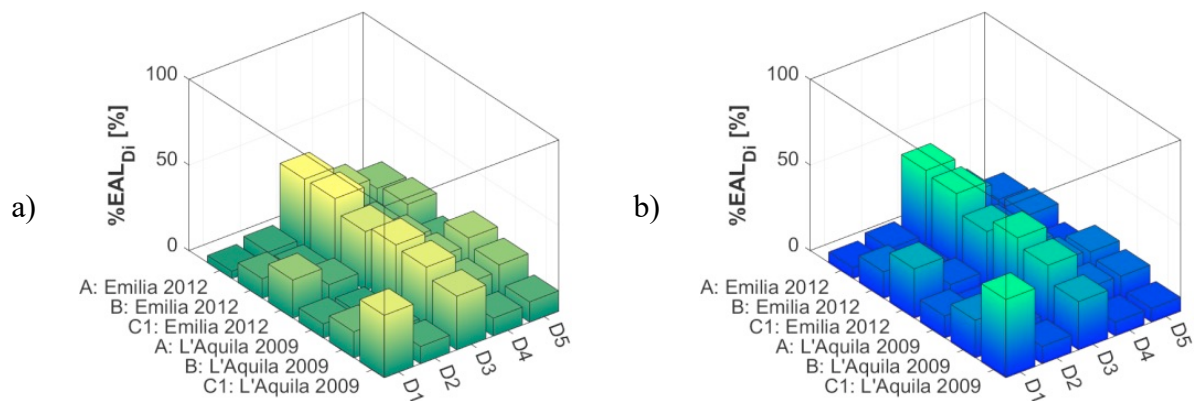 a)
%EAL_Di [%]
100
50
0
A: Emilia 2012
B: Emilia 2012
C1: Emilia 2012
A: L'Aquila 2009
B: L'Aquila 2009
C1: L'Aquila 2009
D1
D2
D3
D4
D5
b)
%EAL_Di [%]
100
50
0
A: Emilia 2012
B: Emilia 2012
C1: Emilia 2012
A: L'Aquila 2009
B: L'Aquila 2009
C1: L'Aquila 2009
D1
D2
D3
D4
D5